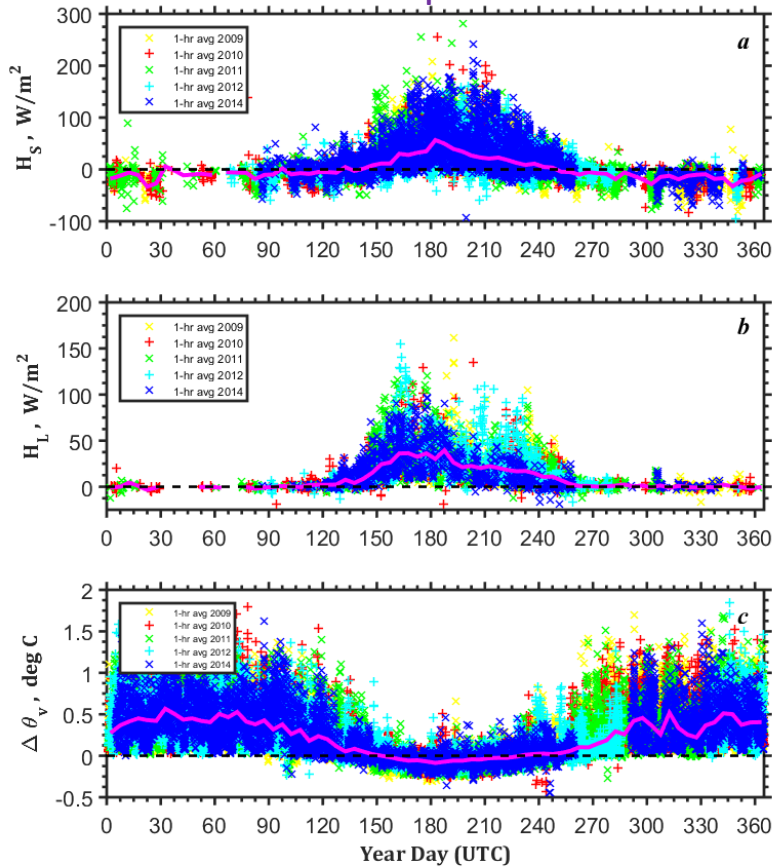 300
200
100
0
-100
H_S , W/m²
1-hr avg 2009
1-hr avg 2010
1-hr avg 2011
1-hr avg 2012
1-hr avg 2014
a
0 30 60 90 120 150 180 210 240 270 300 330 360
200
150
100
50
0
H_L , W/m²
1-hr avg 2009
1-hr avg 2010
1-hr avg 2011
1-hr avg 2012
1-hr avg 2014
b
0 30 60 90 120 150 180 210 240 270 300 330 360
2
1.5
1
0.5
0
-0.5
Δ θ_v , deg C
1-hr avg 2009
1-hr avg 2010
1-hr avg 2011
1-hr avg 2012
1-hr avg 2014
c
0 30 60 90 120 150 180 210 240 270 300 330 360
Year Day (UTC)